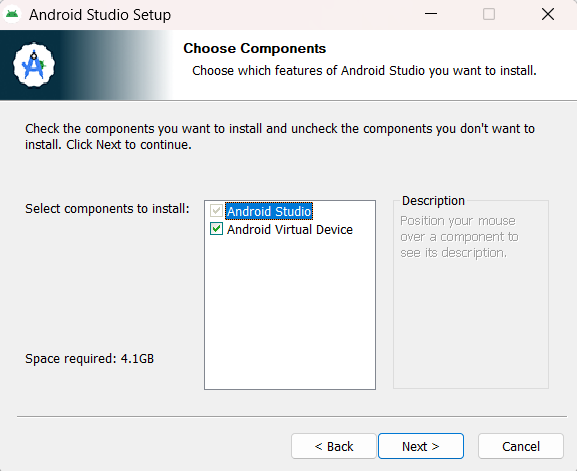 Android Studio Setup
Choose Components
Choose which features of Android Studio you want to install.
Check the components you want to install and uncheck the components you don't want to
install. Click Next to continue.
Select components to install:
Android Studio
Android Virtual Device
Description
Position your mouse
over a component to
see its description.
Space required: 4.1GB
< Back
Next >
Cancel